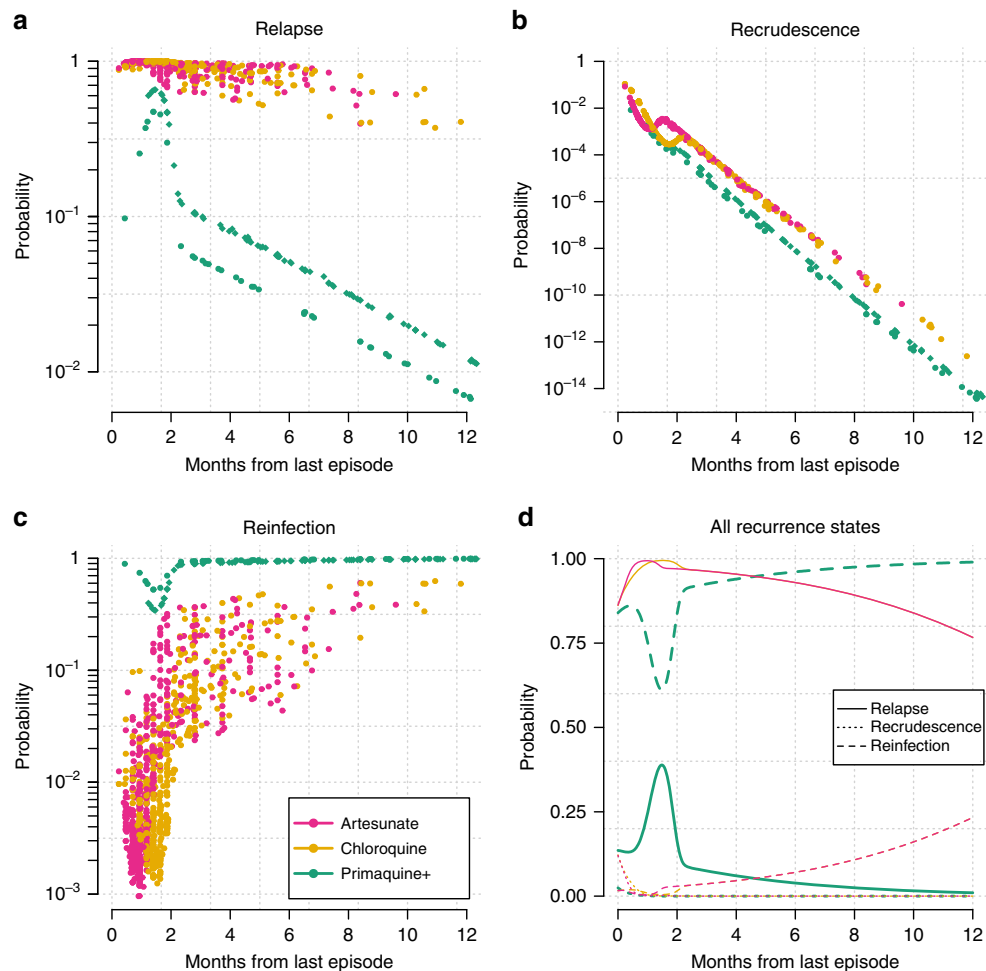 a
Relapse
1
10⁻¹
10⁻²
Probability
0 2 4 6 8 10 12
Months from last episode
b
Recrudescence
1
10⁻²
10⁻⁴
10⁻⁶
10⁻⁸
10⁻¹⁰
10⁻¹²
10⁻¹⁴
Probability
0 2 4 6 8 10 12
Months from last episode
c
Reinfection
1
10⁻¹
10⁻²
10⁻³
Probability
Artesunate
Chloroquine
Primaquine+
0 2 4 6 8 10 12
Months from last episode
d
All recurrence states
1.00
0.75
0.50
0.25
0.00
Probability
Relapse
Recrudescence
Reinfection
0 2 4 6 8 10 12
Months from last episode